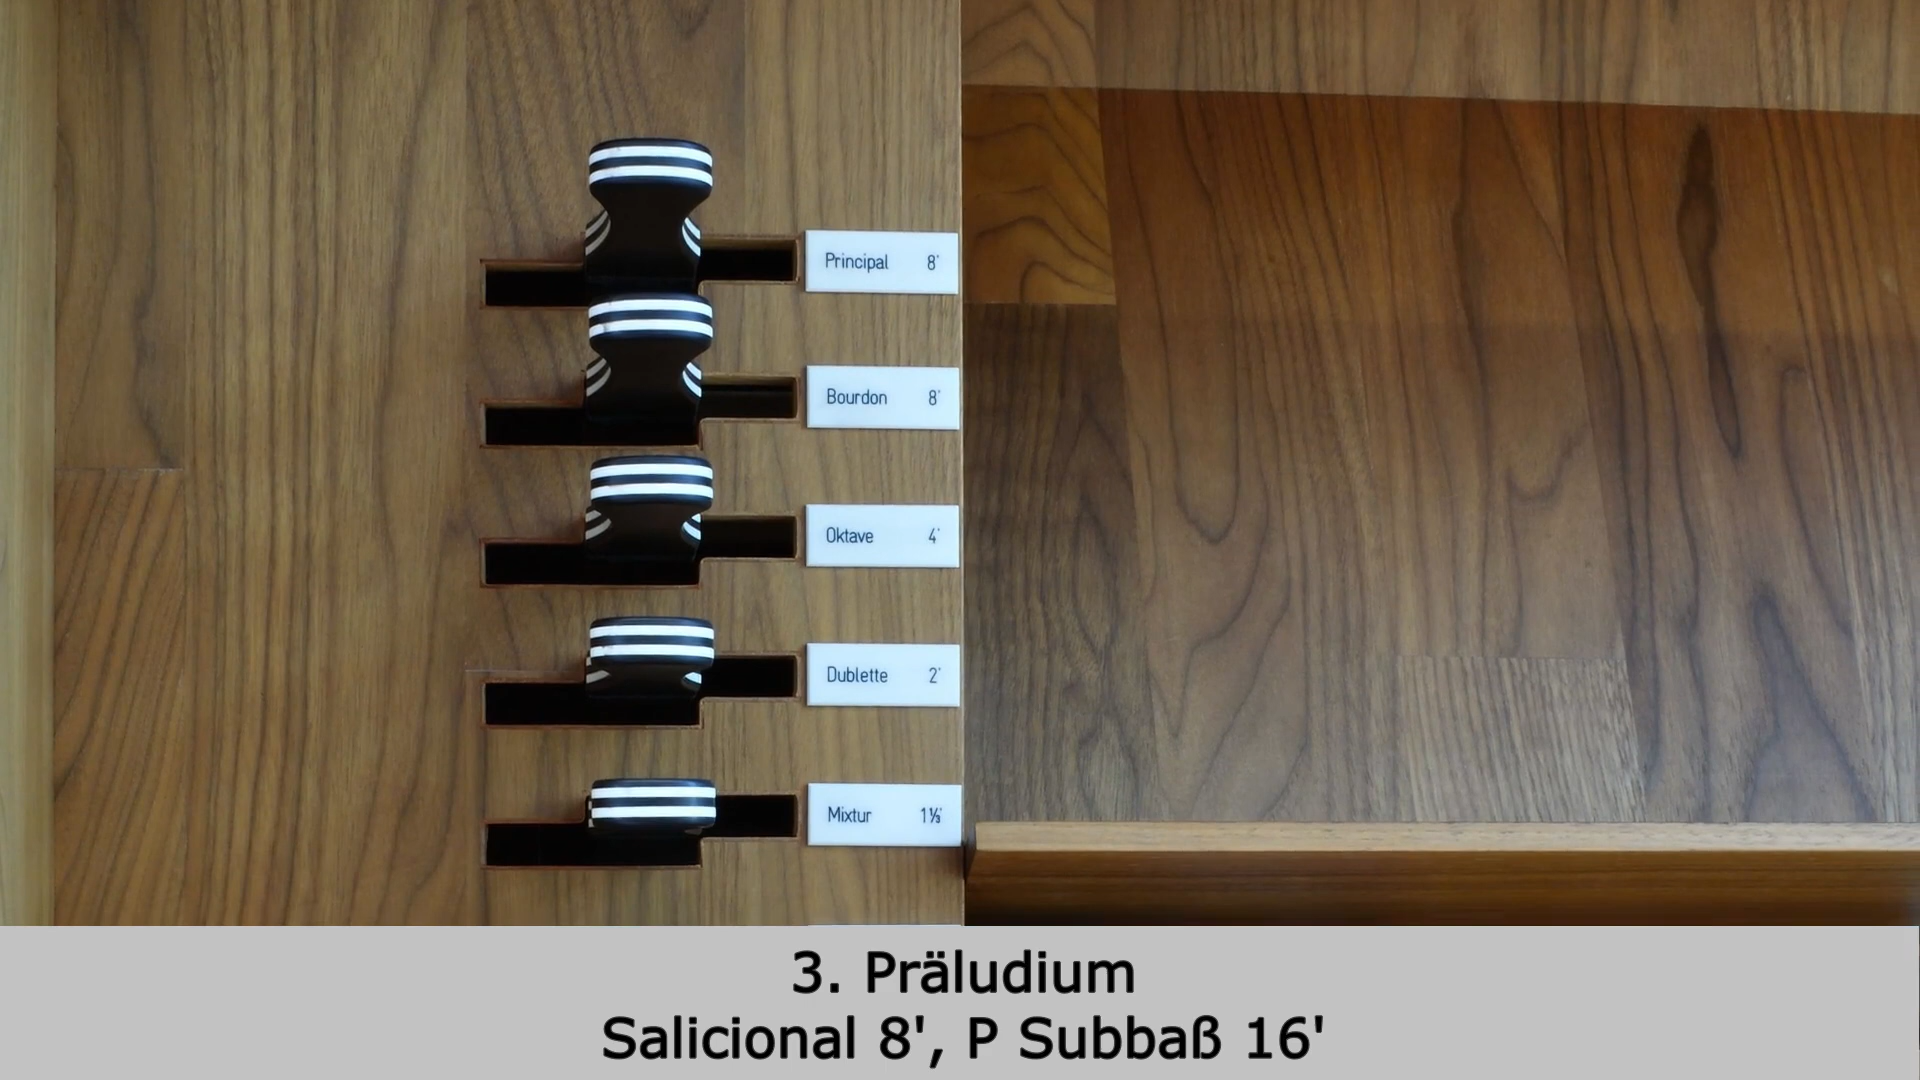 Principal 8'
Bourdon 8'
Oktave 4'
Dublette 2'
Mixtur 1⅓'
3. Präludium
Salicional 8', P Subbaß 16'